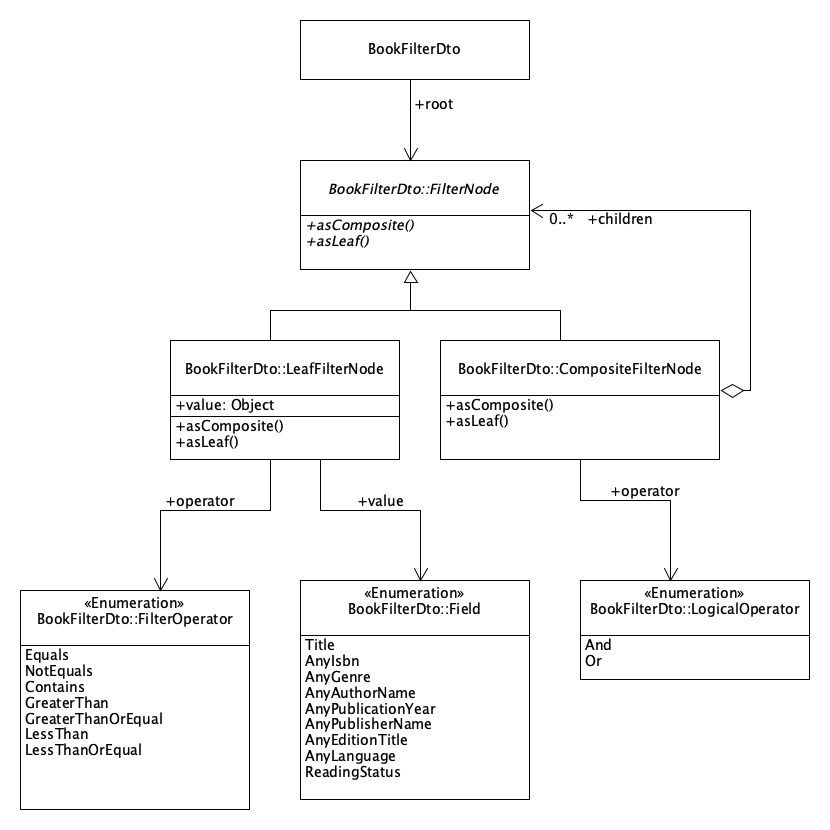 BookFilterDto
+root
BookFilterDto::FilterNode
+asComposite()
+asLeaf()
0..* +children
BookFilterDto::LeafFilterNode
+value: Object
+asComposite()
+asLeaf()
BookFilterDto::CompositeFilterNode
+asComposite()
+asLeaf()
+operator
+value
+operator
«Enumeration»
BookFilterDto::FilterOperator
Equals
NotEquals
Contains
GreaterThan
GreaterThanOrEqual
LessThan
LessThanOrEqual
«Enumeration»
BookFilterDto::Field
Title
AnyIsbn
AnyGenre
AnyAuthorName
AnyPublicationYear
AnyPublisherName
AnyEditionTitle
AnyLanguage
ReadingStatus
«Enumeration»
BookFilterDto::LogicalOperator
And
Or